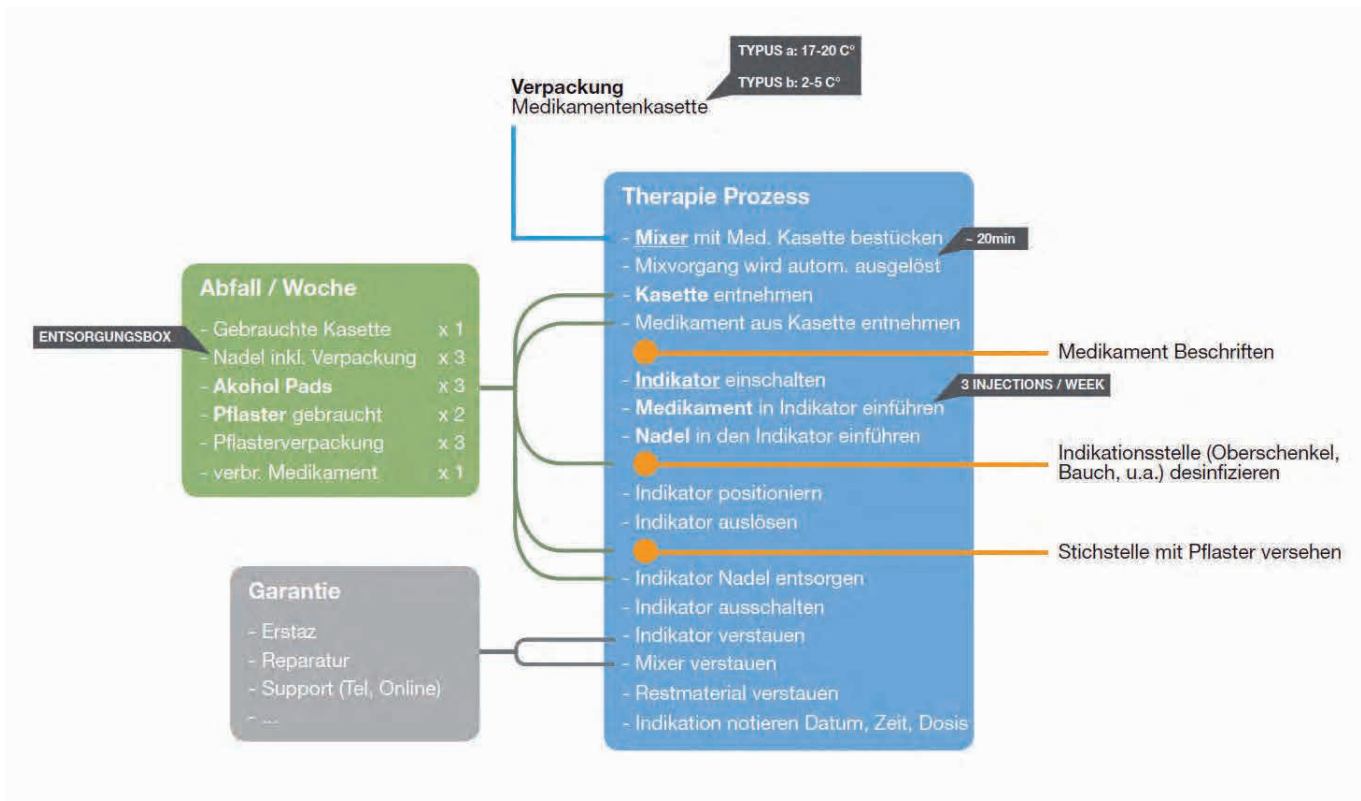 TYPUS a: 17-20 C°
TYPUS b: 2-5 C°
Verpackung
Medikamentenkasette
Therapie Prozess
- Mixer mit Med. Kasette bestücken
~ 20min
- Mixvorgang wird autom. ausgelöst
- Kasette entnehmen
- Medikament aus Kasette entnehmen
Medikament Beschriften
- Indikator einschalten
3 INJECTIONS / WEEK
- Medikament in Indikator einführen
- Nadel in den Indikator einführen
Indikationsstelle (Oberschenkel,
Bauch, u.a.) desinfizieren
- Indikator positioniern
- Indikator auslösen
Stichstelle mit Pflaster versehen
- Indikator Nadel entsorgen
- Indikator ausschalten
- Indikator verstauen
- Mixer verstauen
- Restmaterial verstauen
- Indikation notieren Datum, Zeit, Dosis
Abfall / Woche
- Gebrauchte Kasette x 1
ENTSORGUNGSBOX
- Nadel inkl. Verpackung x 3
- Akohol Pads x 3
- Pflaster gebraucht x 2
- Pflästerverpackung x 3
- verbr. Medikament x 1
Garantie
- Erstaz
- Reparatur
- Support (Tel, Online)
- ...